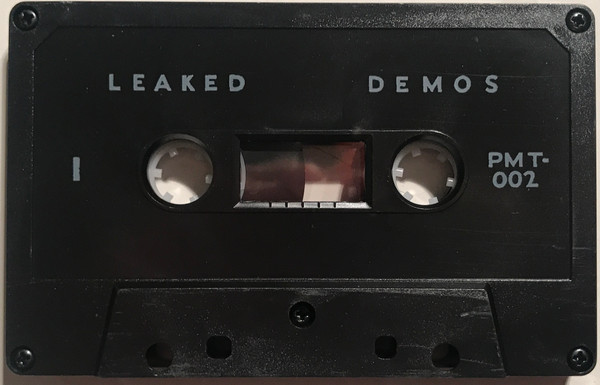 LEAKED DEMOS
I
PMT-
002